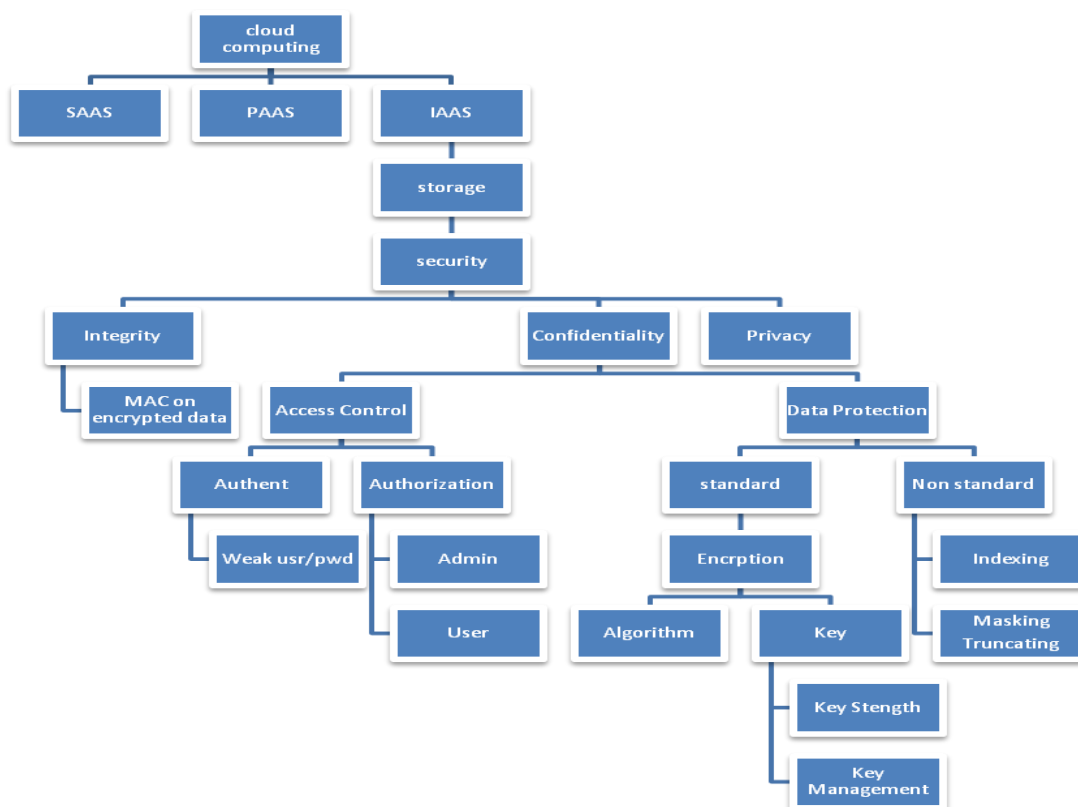 cloud
computing
SAAS
PAAS
IAAS
storage
security
Integrity
Confidentiality
Privacy
MAC on
encrypted data
Access Control
Data Protection
Authent
Authorization
standard
Non standard
Weak usr/pwd
Admin
Encrption
Indexing
User
Algorithm
Key
Masking
Truncating
Key Stength
Key
Management